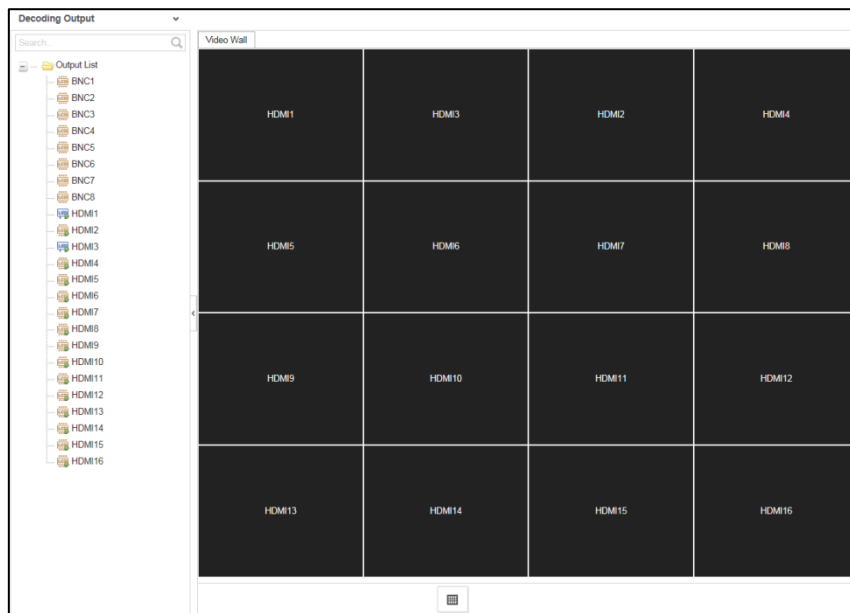 Decoding Output
Search...
Output List
BNC1
BNC2
BNC3
BNC4
BNC5
BNC6
BNC7
BNC8
HDMI1
HDMI2
HDMI3
HDMI4
HDMI5
HDMI6
HDMI7
HDMI8
HDMI9
HDMI10
HDMI11
HDMI12
HDMI13
HDMI14
HDMI15
HDMI16
Video Wall
HDMI1 HDMI3 HDMI2 HDMI4
HDMI5 HDMI6 HDMI7 HDMI8
HDMI9 HDMI10 HDMI11 HDMI12
HDMI13 HDMI14 HDMI15 HDMI16